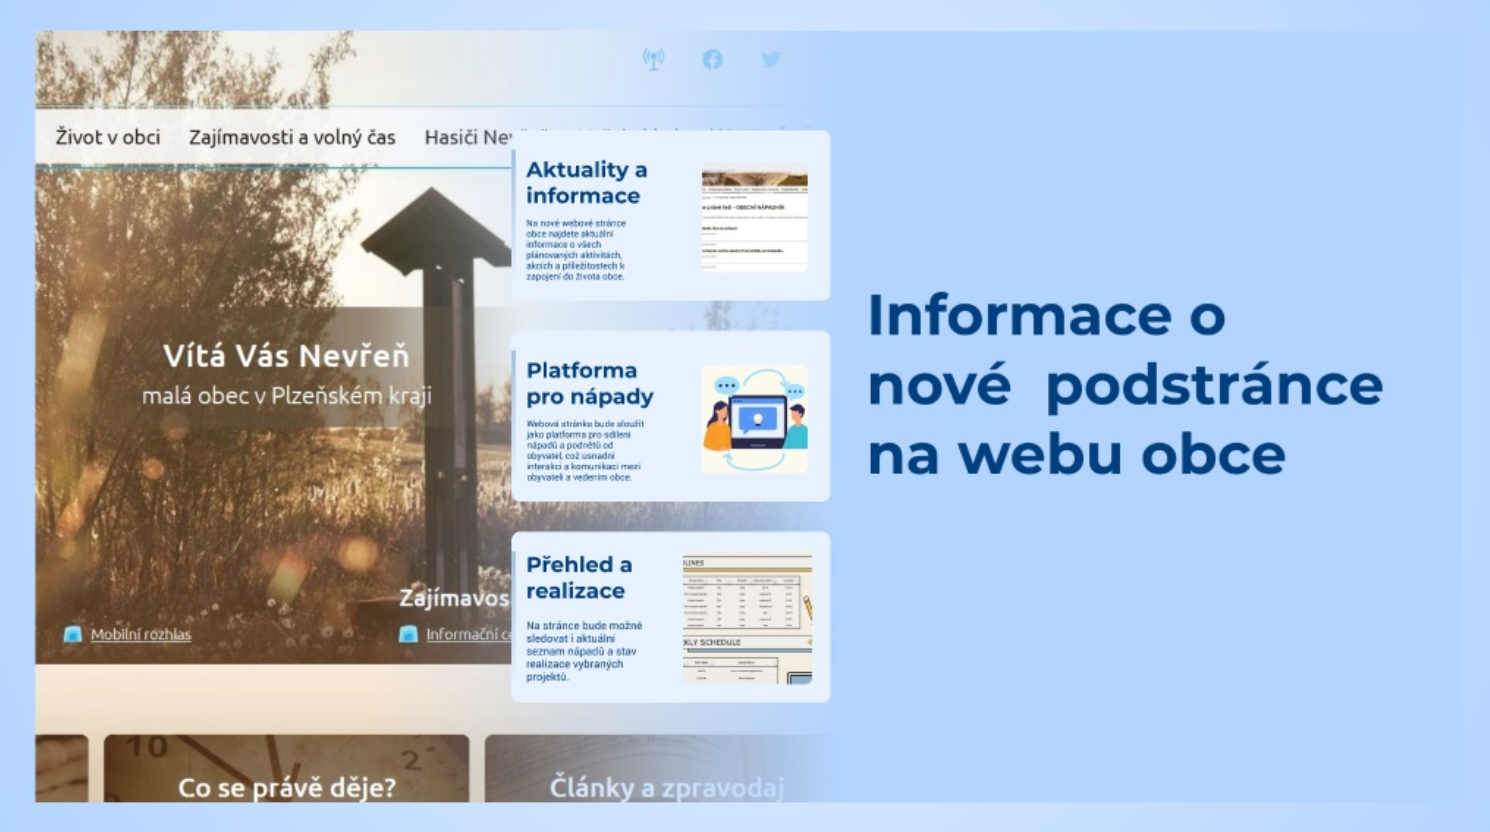 Život v obci Zajímavosti a volný čas Hasiči
Vítá Vás Nevřeň
malá obec v Plzeňském kraji
Mobilní rozhlas
Informační
Co se právě děje?
Články a zpravodaj
Aktuality a
informace
Na nové webové stránce
obce najdete aktuální
informace o všech
plánovaných aktivitách,
akcích a příležitostech k
zapojení do života obce.
Platforma
pro nápady
Webová stránka bude sloužit
jako platforma pro sdílení
nápadů a podnětů od
obyvatel, což usnadní
interakci a komunikaci mezi
obyvateli a vedením obce.
Přehled a
realizace
Na stránce bude možné
sledovat i aktuální
seznam nápadů a stav
realizace vybraných
projektů.
SCHEDULE
Informace o
nové podstránce
na webu obce